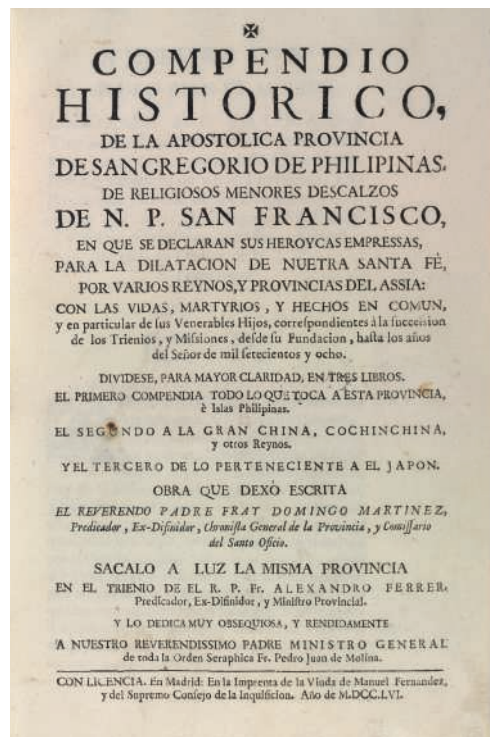 ✠
COMPENDIO
HISTORICO,
DE LA APOSTOLICA PROVINCIA
DE SAN GREGORIO DE PHILIPINAS.
DE RELIGIOSOS MENORES DESCALZOS
DE N. P. SAN FRANCISCO,
EN QUE SE DECLARAN SUS HEROYCAS EMPRESSAS,
PARA LA DILATACION DE NUETRA SANTA FÈ,
POR VARIOS REYNOS, Y PROVINCIAS DEL ASSIA:
CON LAS VIDAS, MARTYRIOS, Y HECHOS EN COMUN,
y en particular de ſus Venerables Hijos, correſpondientes à la ſucceſsion
de los Trienios, y Miſsiones, deſde ſu Fundacion, haſta los años
del Señor de mil ſetecientos y ocho.
DIVIDESE, PARA MAYOR CLARIDAD, EN TRES LIBROS.
EL PRIMERO COMPENDIA TODO LO QUE TOCA A ESTA PROVINCIA,
è Islas Philipinas.
EL SEGUNDO A LA GRAN CHINA, COCHINCHINA,
y otros Reynos.
Y EL TERCERO DE LO PERTENECIENTE A EL JAPON.
OBRA QUE DEXÓ ESCRITA
EL REVERENDO PADRE FRAY DOMINGO MARTINEZ,
Predicador, Ex-Difinidor, Chroniſta General de la Provincia, y Comiſſario
del Santo Oficio.
SACALO A LUZ LA MISMA PROVINCIA
EN EL TRIENIO DE EL R. P. Fr. ALEXANDRO FERRER,
Predicador, Ex-Difinidor, y Miniſtro Provincial.
Y LO DEDICA MUY OBSEQUIOSA, Y RENDIDAMENTE
A NUESTRO REVERENDISSIMO PADRE MINISTRO GENERAL
de toda la Orden Seraphica Fr. Pedro Juan de Molina.
CON LICENCIA. En Madrid: En la Imprenta de la Viuda de Manuel Fernandez,
y del Supremo Conſejo de la Inquiſicion. Año de M.DCC.LVI.